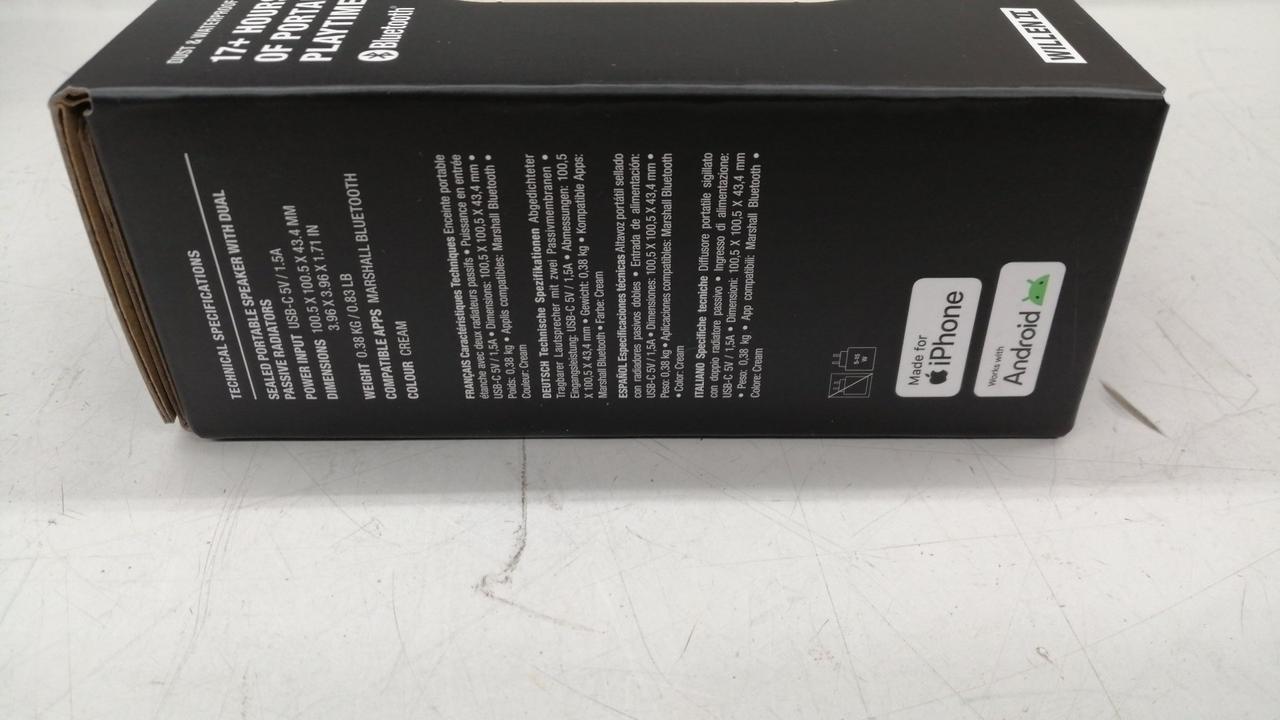 DUST & WATERPROOF
17+ HOURS
OF PORTA
PLAYTIME
Bluetooth
WILLEN II
TECHNICAL SPECIFICATIONS
SEALED PORTABLE SPEAKER WITH DUAL
PASSIVE RADIATORS
POWER INPUT USB-C 5V / 1.5A
DIMENSIONS 100.5 X 100.5 X 43.4 MM
3.96 X 3.96 X 1.71 IN
WEIGHT 0.38 KG / 0.83 LB
COMPATIBLE APPS MARSHALL BLUETOOTH
COLOUR CREAM
FRANÇAIS Caractéristiques Techniques Enceinte portable
étanche avec deux radiateurs passifs • Puissance en entrée
USB-C 5V / 1,5A • Dimensions: 100,5 X 100,5 X 43,4 mm •
Poids: 0,38 kg • Applis compatibles: Marshall Bluetooth •
Couleur: Cream
DEUTSCH Technische Spezifikationen Abgedichteter
Tragbarer Lautsprecher mit zwei Passivmembranen •
Eingangsleistung: USB-C 5V / 1,5A • Abmessungen: 100,5
X 100,5 X 43,4 mm • Gewicht: 0,38 kg • Kompatible Apps:
Marshall Bluetooth • Farbe: Cream
ESPAÑOL Especificaciones técnicas Altavoz portátil sellado
con radiadores pasivos dobles • Entrada de alimentación:
USB-C 5V / 1,5A • Dimensiones: 100,5 X 100,5 X 43,4 mm •
Peso: 0,38 kg • Aplicaciones compatibles: Marshall Bluetooth
• Color: Cream
ITALIANO Specifiche tecniche Diffusore portatile sigillato
con doppio radiatore passivo • Ingresso di alimentazione:
USB-C 5V / 1,5A • Dimensioni: 100,5 X 100,5 X 43,4 mm
• Peso: 0,38 kg • App compatibili: Marshall Bluetooth •
Colore: Cream
Made for
iPhone
Works with
Android